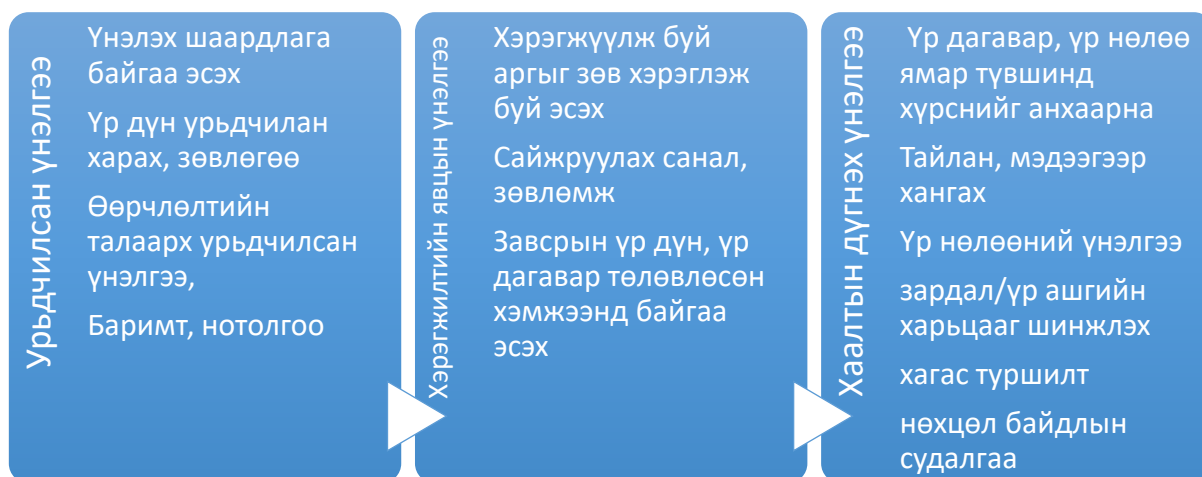 Урьдчилсан үнэлгээ
Үнэлэх шаардлага
байгаа эсэх
Үр дүн урьдчилан
харах, зөвлөгөө
Өөрчлөлтийн
талаарх урьдчилсан
үнэлгээ,
Баримт, нотолгоо
Хэрэгжилтийн явцын үнэлгээ
Хэрэгжүүлж буй
аргыг зөв хэрэглэж
буй эсэх
Сайжруулах санал,
зөвлөмж
Завсрын үр дүн, үр
дагавар төлөвлөсөн
хэмжээнд байгаа
эсэх
Хаалтын дүгнэх үнэлгээ
Үр дагавар, үр нөлөө
ямар түвшинд
хүрснийг анхаарна
Тайлан, мэдээгээр
хангах
Үр нөлөөний үнэлгээ
зардал/үр ашгийн
харьцааг шинжлэх
хагас туршилт
нөхцөл байдлын
судалгаа